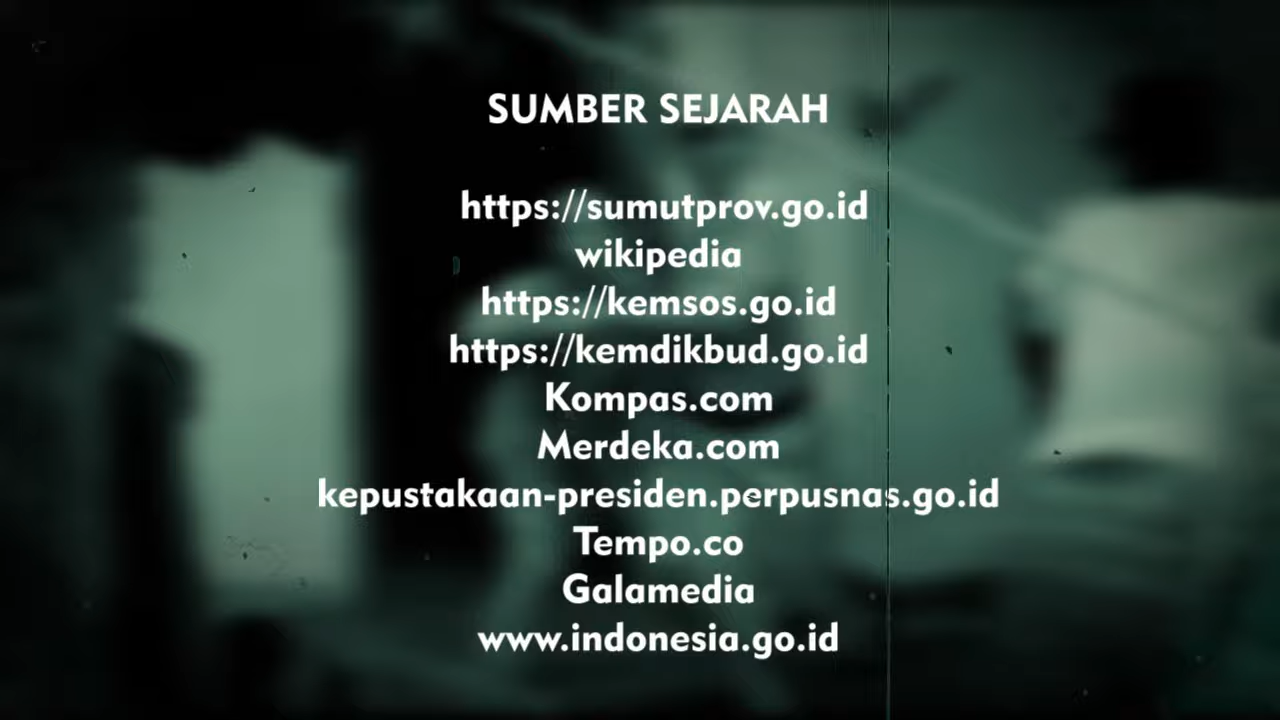 SUMBER SEJARAH
https://sumutprov.go.id
wikipedia
https://kemsos.go.id
https://kemdikbud.go.id
Kompas.com
Merdeka.com
kepustakaan-presiden.perpusnas.go.id
Tempo.co
Galamedia
www.indonesia.go.id